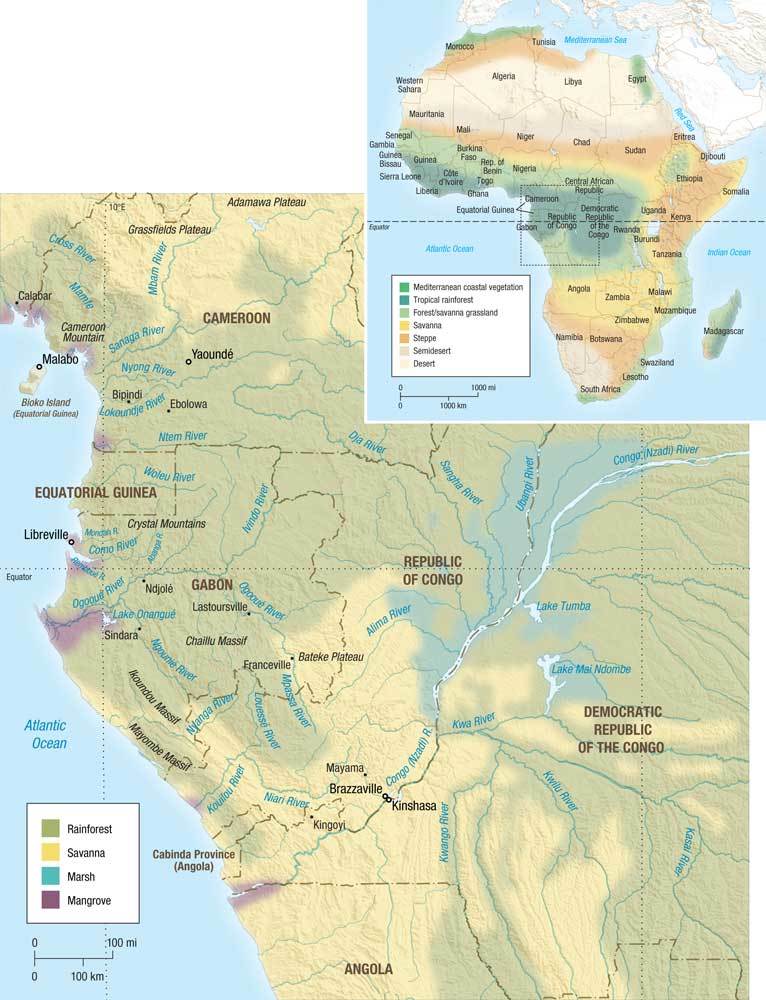 Morocco
Tunisia
Mediterranean Sea
Algeria
Libya
Egypt
Western
Sahara
Mauritania
Mali
Niger
Chad
Sudan
Red Sea
Eritrea
Djibouti
Senegal
Gambia
Guinea
Bissau
Guinea
Burkina
Faso
Sierra Leone
Liberia
Côte
d'Ivoire
Ghana
Togo
Rep. of
Benin
Nigeria
Central African
Republic
Ethiopia
Somalia
Cameroon
Equatorial Guinea
Gabon
Republic
of Congo
Democratic
Republic
of the
Congo
Uganda
Rwanda
Burundi
Kenya
Tanzania
Equator
Atlantic Ocean
Indian Ocean
Angola
Zambia
Malawi
Mozambique
Zimbabwe
Namibia
Botswana
Madagascar
Swaziland
Lesotho
South Africa
Mediterranean coastal vegetation
Tropical rainforest
Forest/savanna grassland
Savanna
Steppe
Semidesert
Desert
0 1000 mi
0 1000 km
10°E
Adamawa Plateau
Grassfields Plateau
Cross River
Mamfe
Mbam River
Calabar
Cameroon
Mountain
CAMEROON
Sanaga River
Malabo
Yaoundé
Nyong River
Bioko Island
(Equatorial Guinea)
Bipindi
Lokoundje River
Ebolowa
Ntem River
Dja River
Woleu River
EQUATORIAL GUINEA
Ivindo River
Sangha River
Ubangi River
Congo (Nzadi) River
Crystal Mountains
Libreville
Mondah R.
Como River
Abanga R.
Remboué R.
Equator
REPUBLIC
OF CONGO
Ogooué River
Ndjolé
GABON
Lastoursville
Ogooué River
Lake Onangué
Sindara
Alima River
Lake Tumba
Chaillu Massif
Ngounié River
Franceville
Bateke Plateau
Lake Mai Ndombe
Ikoundou Massif
Mpassa River
Nyanga River
Louessé River
Atlantic
Ocean
Mayombe Massif
Kwa River
DEMOCRATIC
REPUBLIC
OF THE CONGO
Congo (Nzadi) R.
Mayama
Kouilou River
Niari River
Brazzaville
Kinshasa
Kwilu River
Kingoyi
Kwango River
Kasai River
Cabinda Province
(Angola)
Rainforest
Savanna
Marsh
Mangrove
0 100 mi
0 100 km
ANGOLA